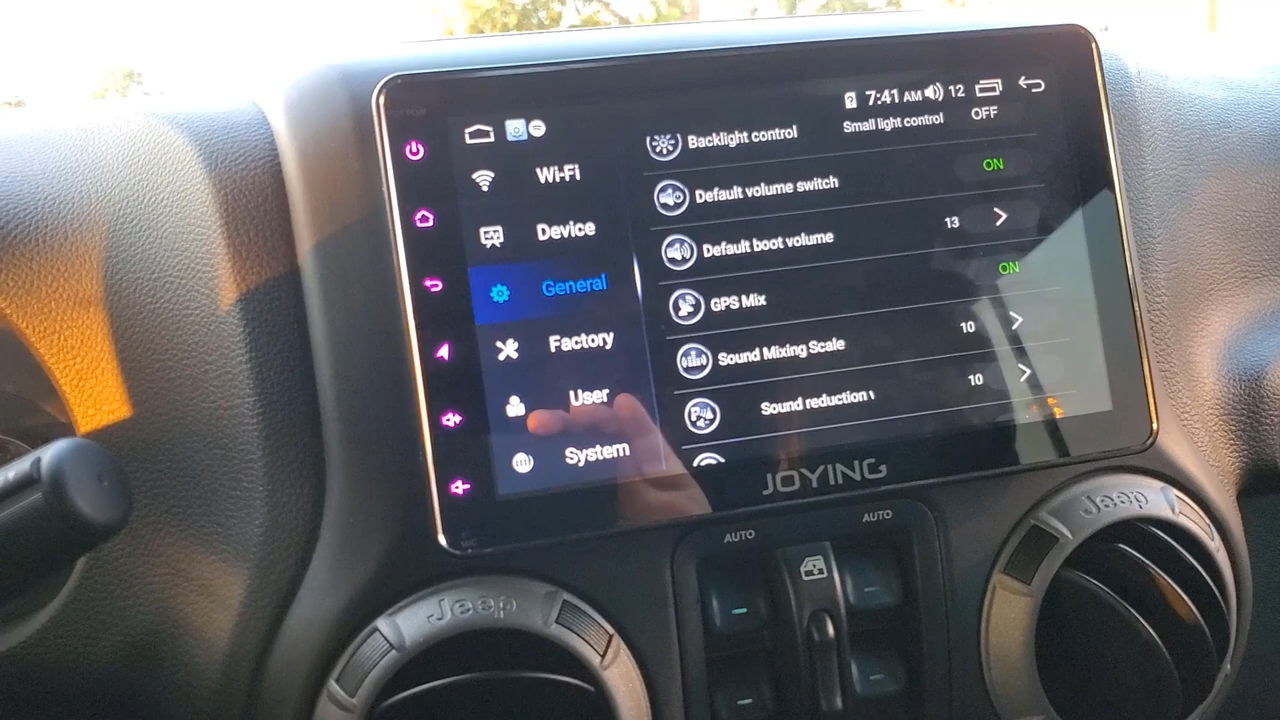 7:41 AM 12
Backlight control
Small light control
OFF
Default volume switch
ON
Default boot volume
13
GPS Mix
ON
Sound Mixing Scale
10
Sound reduction
10
Wi-Fi
Device
General
Factory
User
System
JOYING
AUTO
AUTO
Jeep
Jeep